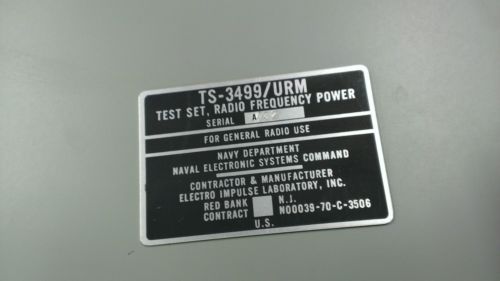 TS-3499/URM
TEST SET, RADIO FREQUENCY POWER
SERIAL
FOR GENERAL RADIO USE
NAVY DEPARTMENT
NAVAL ELECTRONIC SYSTEMS COMMAND
CONTRACTOR & MANUFACTURER
ELECTRO IMPULSE LABORATORY, INC.
RED BANK N.J.
CONTRACT N00039-70-C-3506
U.S.